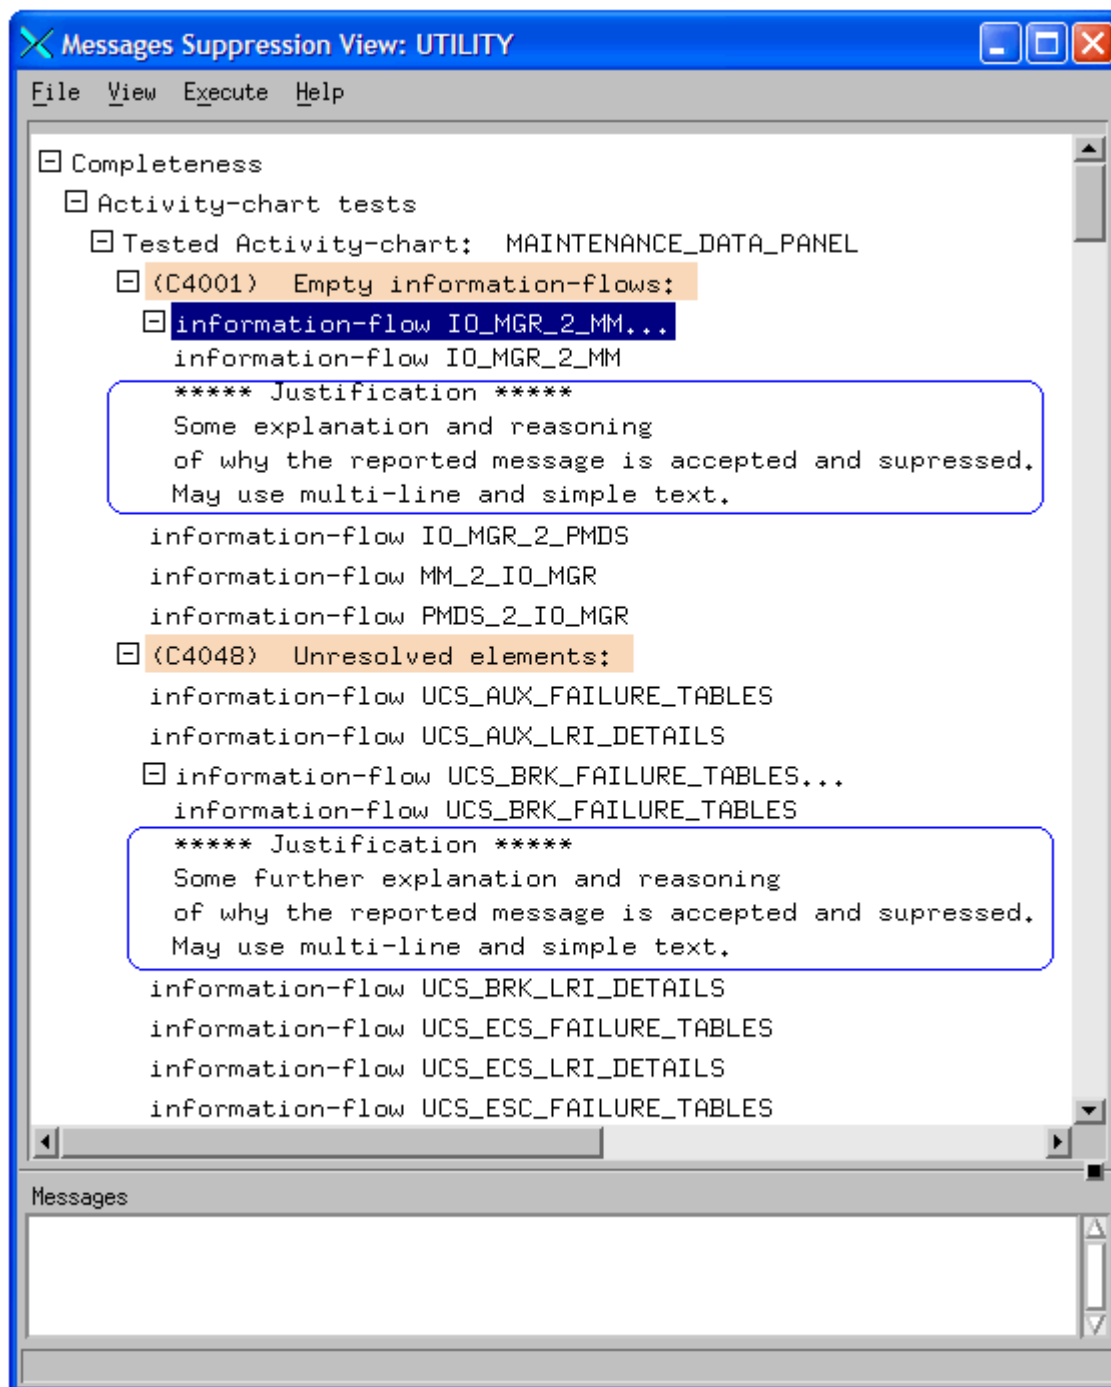 Messages Suppression View: UTILITY
File View Execute Help
Completeness
Activity-chart tests
Tested Activity-chart: MAINTENANCE_DATA_PANEL
(C4001) Empty information-flows:
information-flow IO_MGR_2_MM...
information-flow IO_MGR_2_MM
***** Justification *****
Some explanation and reasoning
of why the reported message is accepted and supressed.
May use multi-line and simple text.
information-flow IO_MGR_2_PMDS
information-flow MM_2_IO_MGR
information-flow PMDS_2_IO_MGR
(C4048) Unresolved elements:
information-flow UCS_AUX_FAILURE_TABLES
information-flow UCS_AUX_LRI_DETAILS
information-flow UCS_BRK_FAILURE_TABLES...
information-flow UCS_BRK_FAILURE_TABLES
***** Justification *****
Some further explanation and reasoning
of why the reported message is accepted and supressed.
May use multi-line and simple text.
information-flow UCS_BRK_LRI_DETAILS
information-flow UCS_ECS_FAILURE_TABLES
information-flow UCS_ECS_LRI_DETAILS
information-flow UCS_ESC_FAILURE_TABLES
Messages